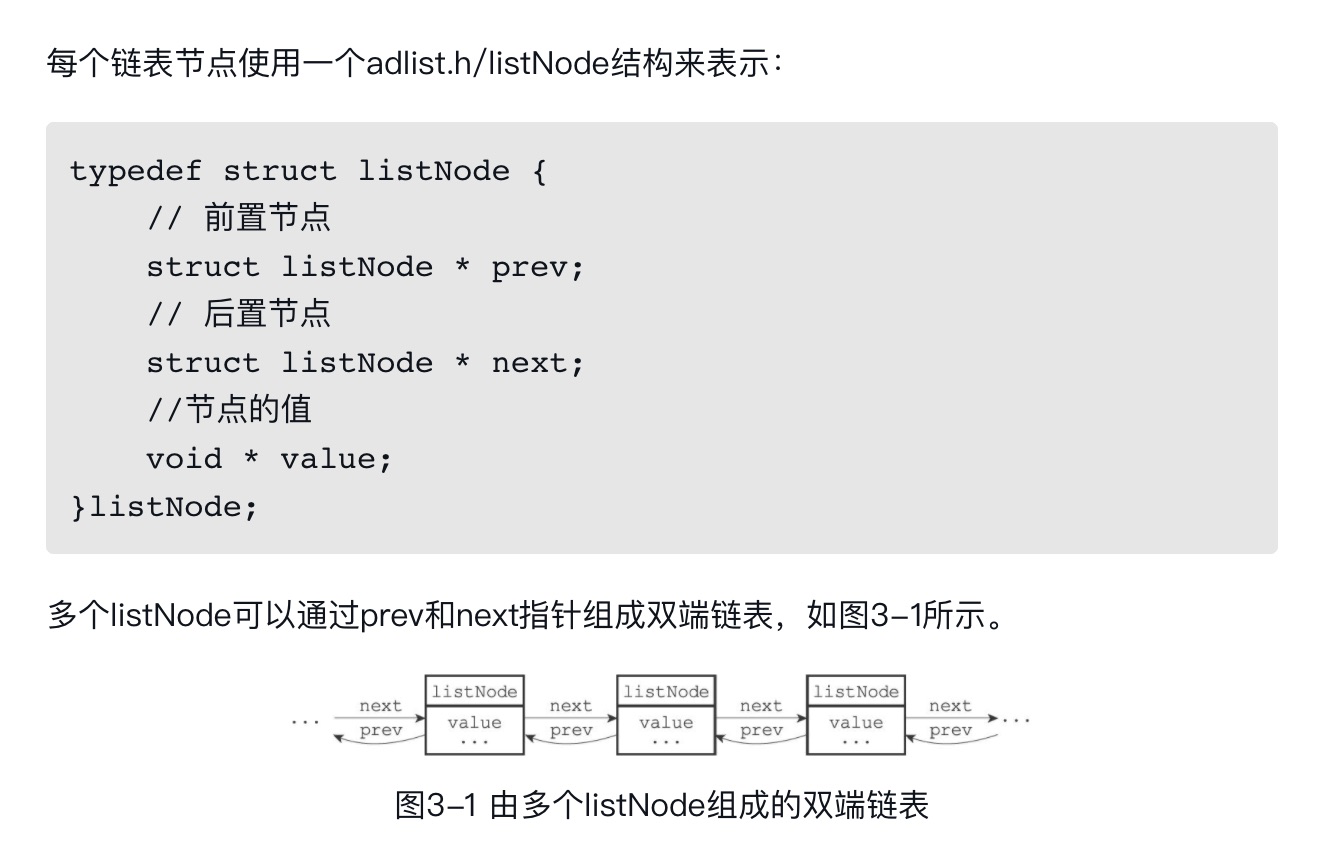 每个链表节点使用一个adlist.h/listNode结构来表示：
typedef struct listNode {
    // 前置节点
    struct listNode * prev;
    // 后置节点
    struct listNode * next;
    //节点的值
    void * value;
}listNode;
多个listNode可以通过prev和next指针组成双端链表，如图3-1所示。
listNode listNode listNode
next next next next
... value value value ...
prev prev prev prev
... ... ...
图3-1 由多个listNode组成的双端链表